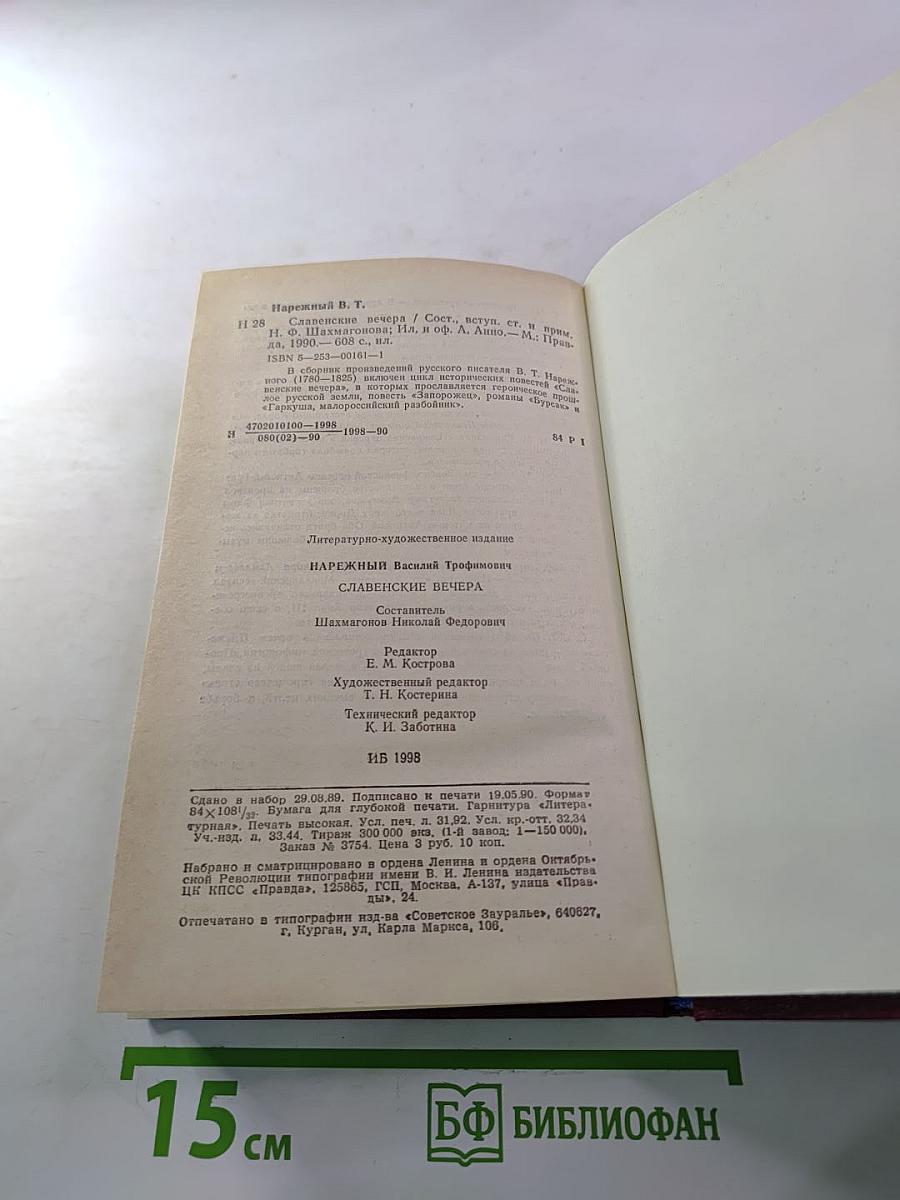 Нарежный В. Т.
Н 28 Славенские вечера / Сост., вступ. ст. и прим.
Н. Ф. Шахмагонова; Ил. и оф. А. Анно.— М.: Прав-
да, 1990.— 608 с., ил.
ISBN 5—253—00161—1
В сборник произведений русского писателя В. Т. Нареж-
ного (1780—1825) включен цикл исторических повестей «Сла-
венские вечера», в которых прославляется героическое прош-
лое русской земли, повесть «Запорожец», романы «Бурсак» и
«Гаркуша, малороссийский разбойник».
Н 4702010100—1998
080(02)—90 1998—90
84 Р 1
Литературно-художественное издание
НАРЕЖНЫЙ Василий Трофимович
СЛАВЕНСКИЕ ВЕЧЕРА
Составитель
Шахмагонов Николай Федорович
Редактор
Е. М. Кострова
Художественный редактор
Т. Н. Костерина
Технический редактор
К. И. Заботина
ИБ 1998
Сдано в набор 29.08.89. Подписано к печати 19.05.90. Формат
84×108¹/₃₂. Бумага для глубокой печати. Гарнитура «Литера-
турная». Печать высокая. Усл. печ. л. 31,92. Усл. кр.-отт. 32,34
Уч.-изд. л. 33.44. Тираж 300 000 экз. (1-й завод: 1—150 000).
Заказ № 3754. Цена 3 руб. 10 коп.
Набрано и сматрицировано в ордена Ленина и ордена Октябрь-
ской Революции типографии имени В. И. Ленина издательства
ЦК КПСС «Правда», 125865, ГСП, Москва, А-137, улица «Прав-
ды», 24.
Отпечатано в типографии изд-ва «Советское Зауралье», 640627,
г. Курган, ул. Карла Маркса, 106.
15 см
БФ БИБЛИОФАН